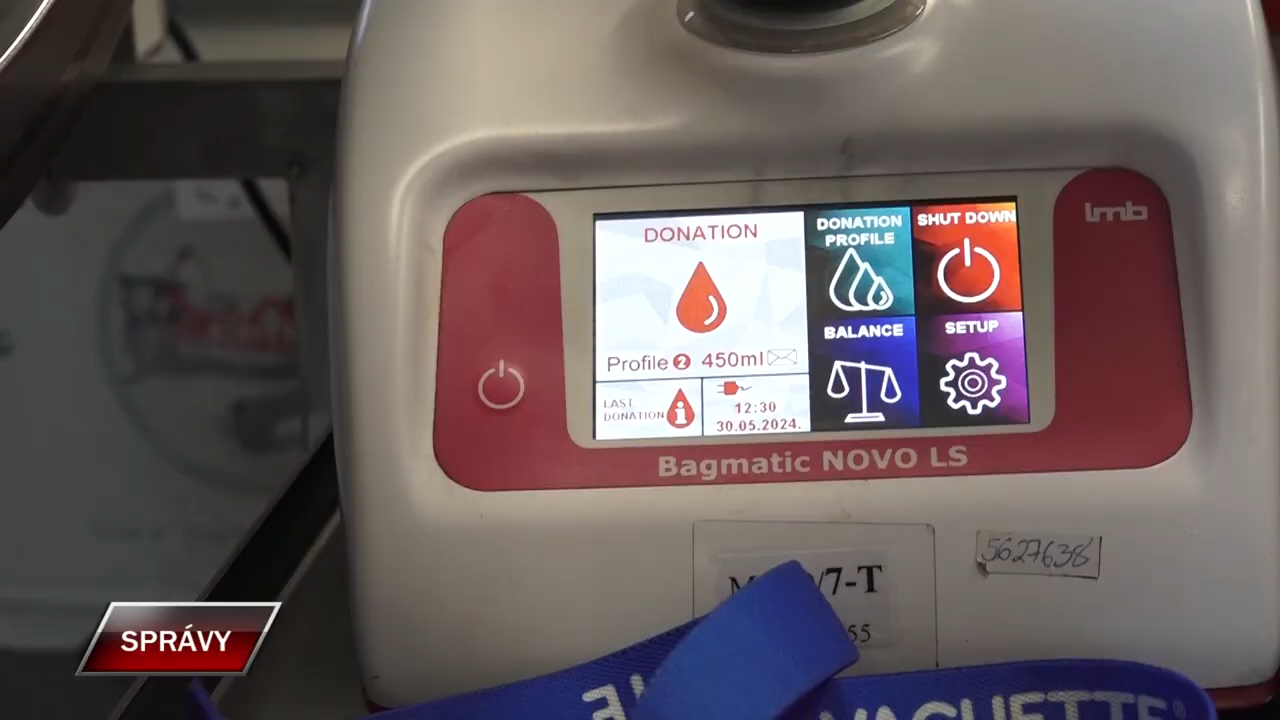 lmb
DONATION
Profile 2 450ml
LAST
DONATION
12:30
30.05.2024.
DONATION
PROFILE
SHUT DOWN
BALANCE
SETUP
Bagmatic NOVO LS
5627638
/7-T
55
SPRÁVY
VACUETTE